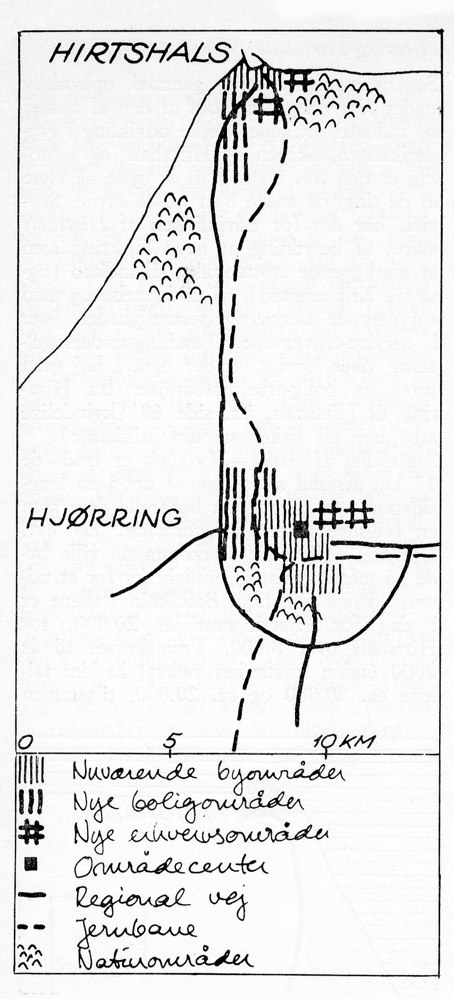 HIRTSHALS
HJØRRING
0 5 10 KM
Nuværende byområder
Nye boligområder
Nye erhvervsområder
Områdecenter
Regional vej
Jernbane
Naturområder